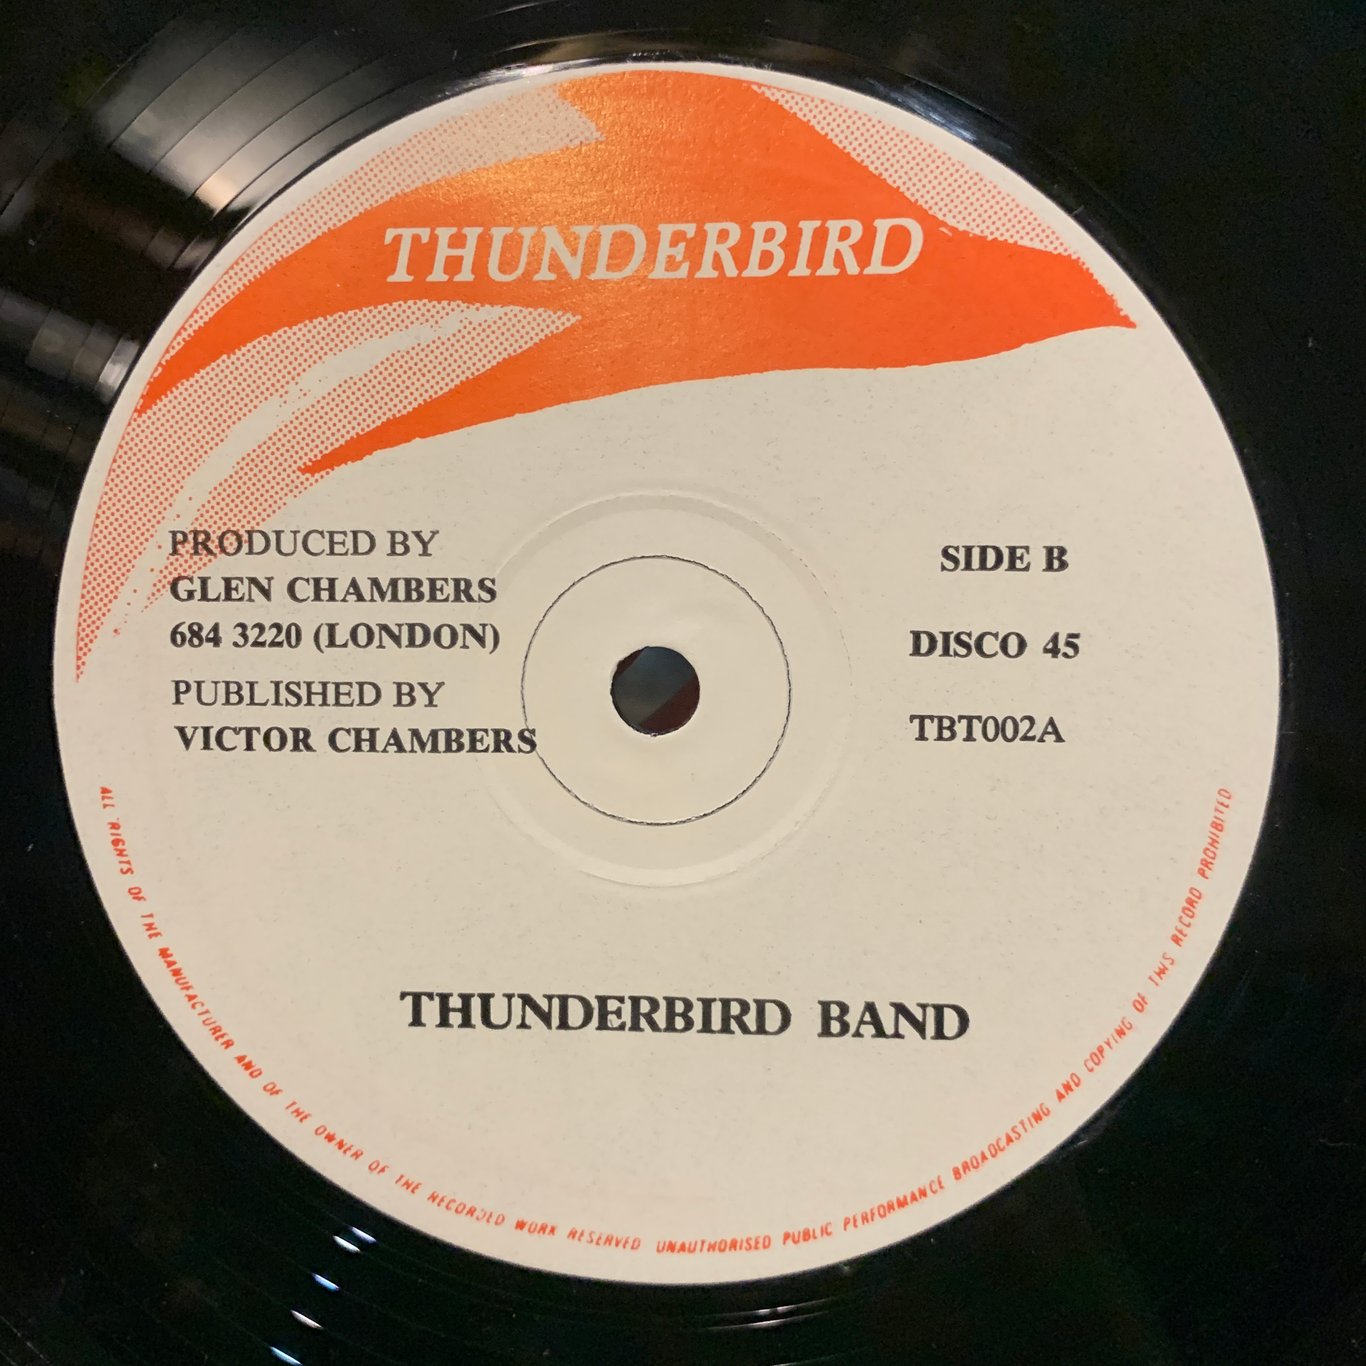 THUNDERBIRD
PRODUCED BY
GLEN CHAMBERS
684 3220 (LONDON)
PUBLISHED BY
VICTOR CHAMBERS
SIDE B
DISCO 45
TBT002A
THUNDERBIRD BAND
ALL RIGHTS OF THE MANUFACTURER AND OF THE OWNER OF THE RECORDED WORK RESERVED UNAUTHORISED PUBLIC PERFORMANCE BROADCASTING AND COPYING OF THIS RECORD PROHIBITED